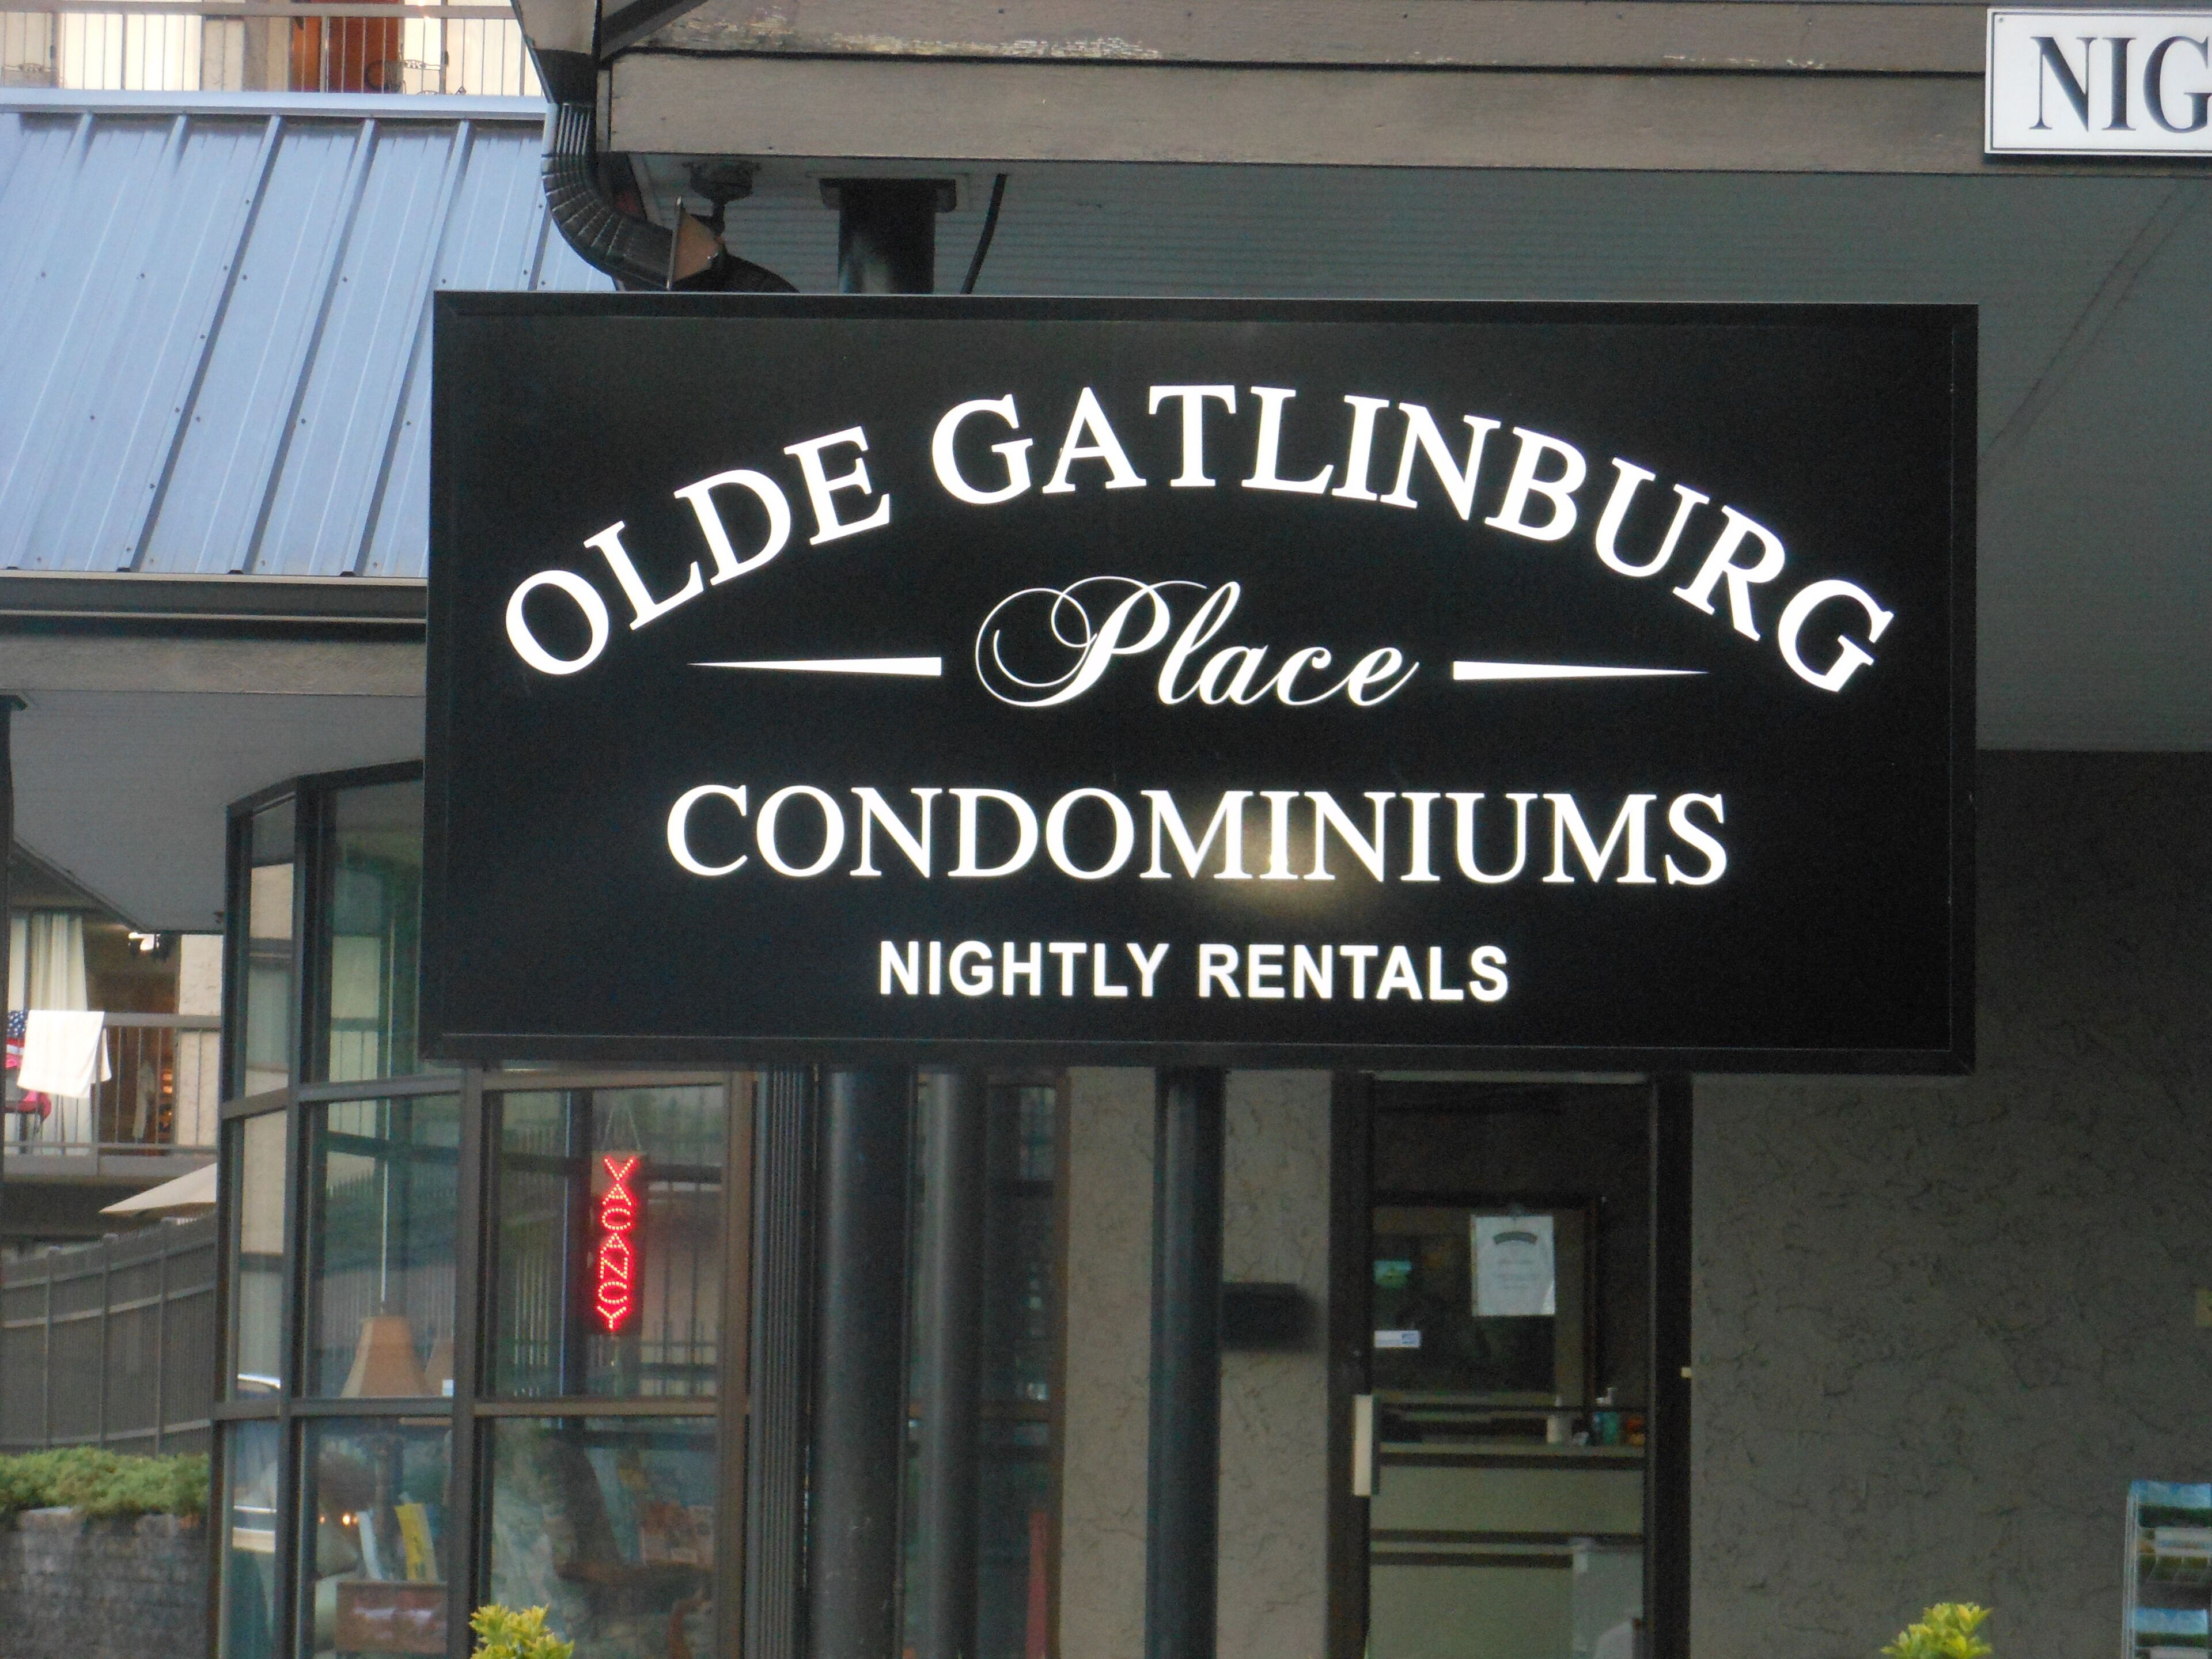 NIG
OLDE GATLINBURG
Place
CONDOMINIUMS
NIGHTLY RENTALS
VACANCY